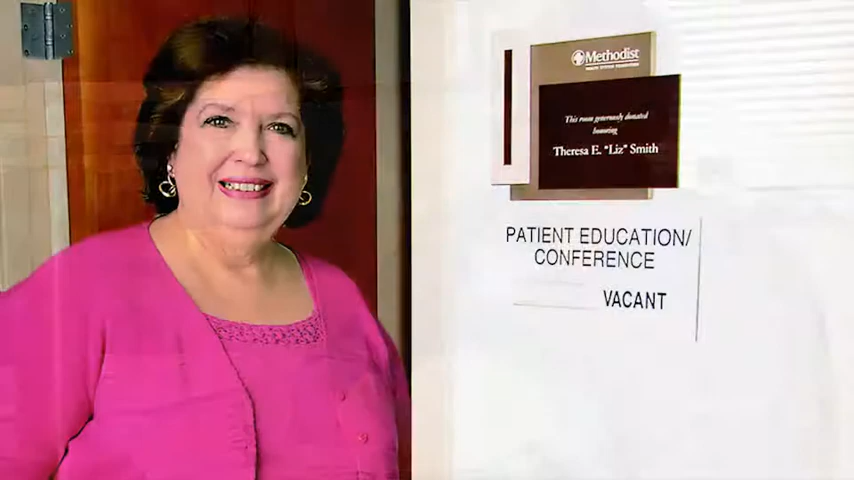 Methodist
This room generously donated
honoring
Theresa E. "Liz" Smith
PATIENT EDUCATION/
CONFERENCE
VACANT